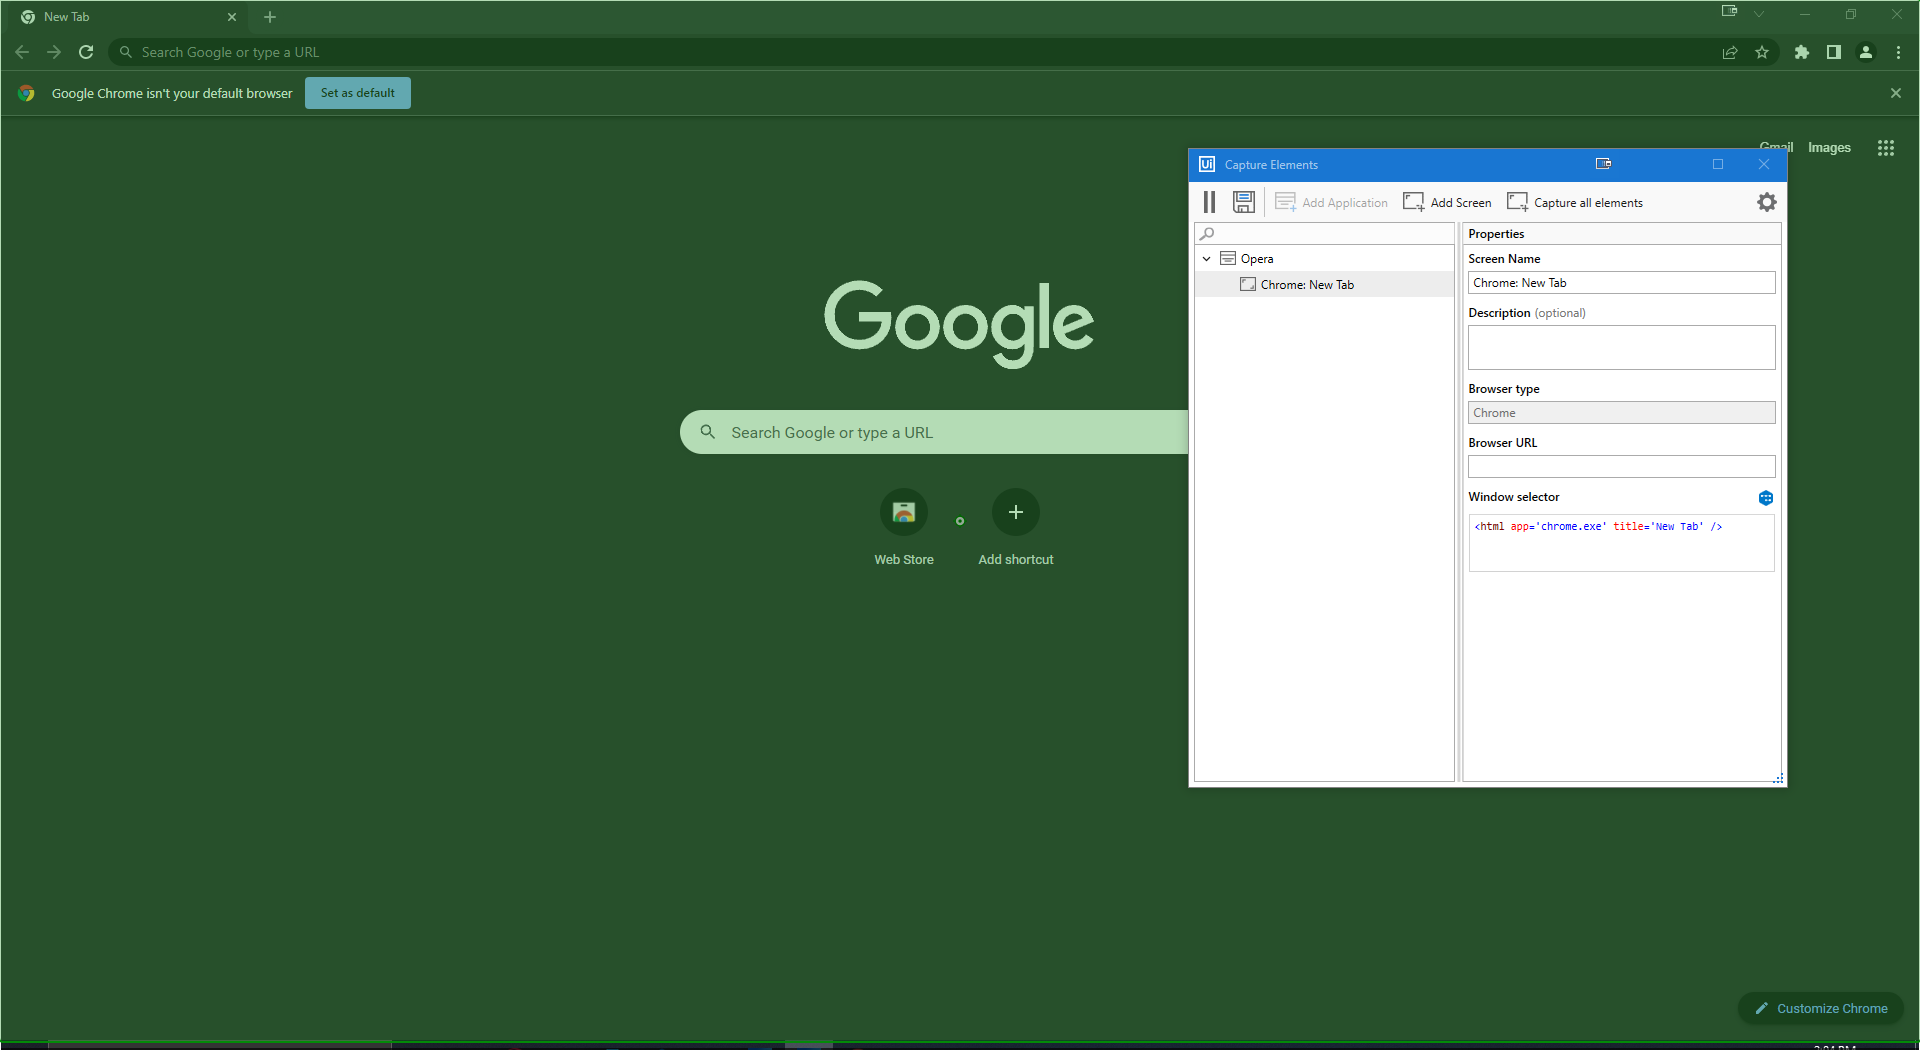 New Tab
Search Google or type a URL
Google Chrome isn't your default browser
Set as default
Images
Capture Elements
Add Application
Add Screen
Capture all elements
Properties
Opera
Screen Name
Chrome: New Tab
Chrome: New Tab
Description (optional)
Google
Browser type
Chrome
Search Google or type a URL
Browser URL
Window selector
<html app='chrome.exe' title='New Tab' />
Web Store
Add shortcut
Customize Chrome